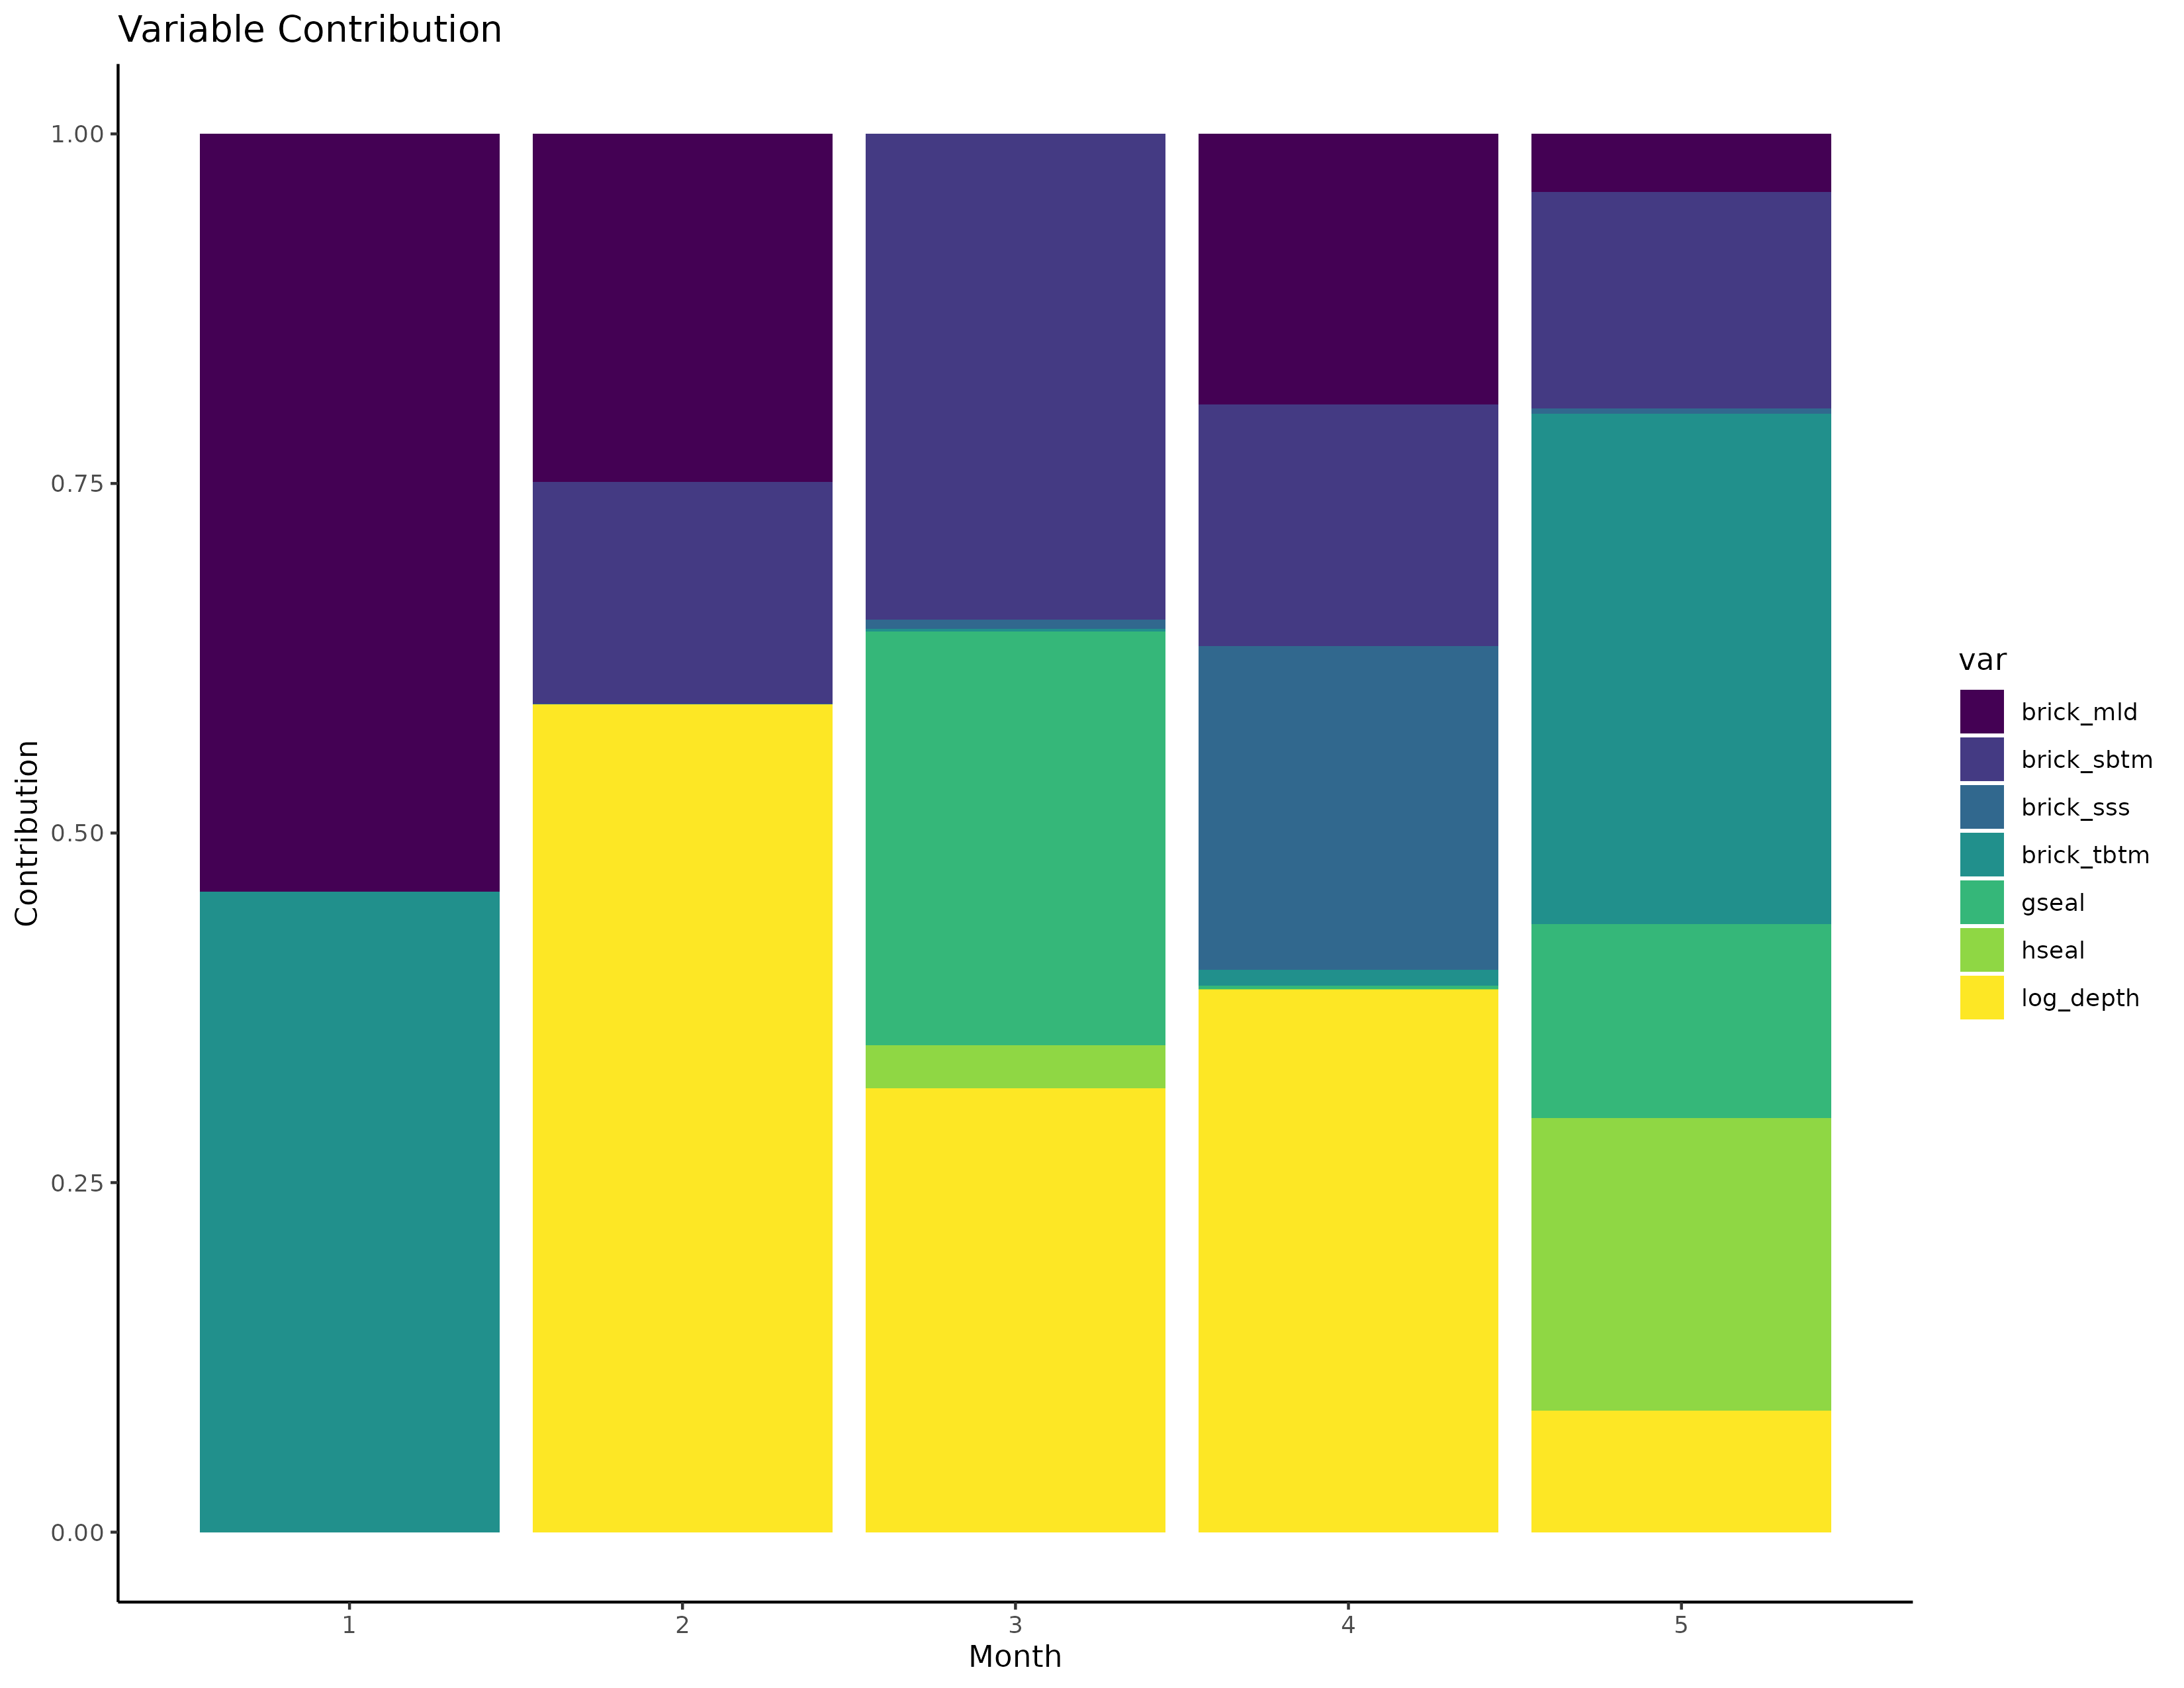 Variable Contribution
1.00
0.75
0.50
0.25
0.00
Contribution
1 2 3 4 5
Month
var
brick_mld
brick_sbtm
brick_sss
brick_tbtm
gseal
hseal
log_depth